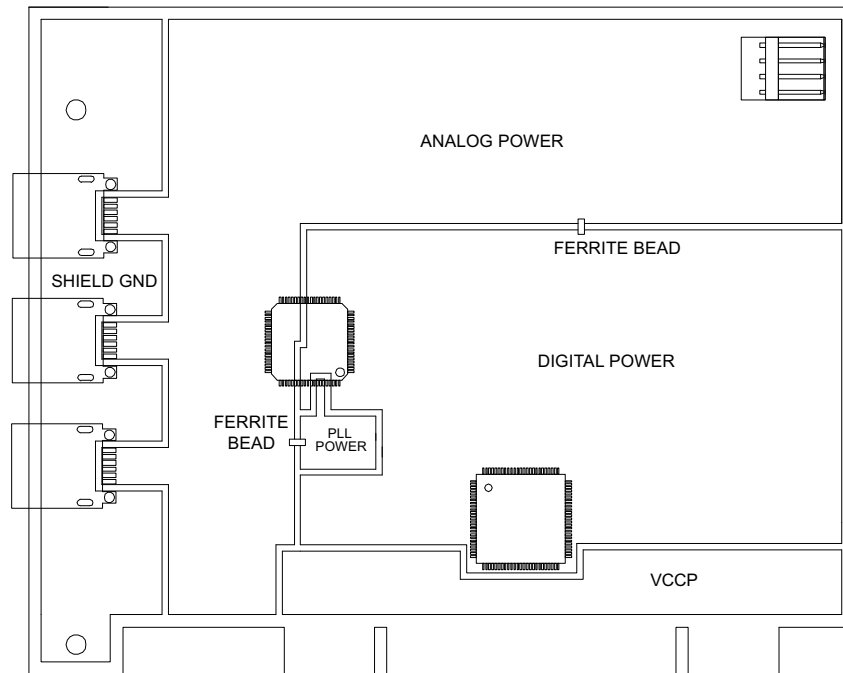 ANALOG POWER
FERRITE BEAD
SHIELD GND
DIGITAL POWER
FERRITE
BEAD
PLL
POWER
VCCP